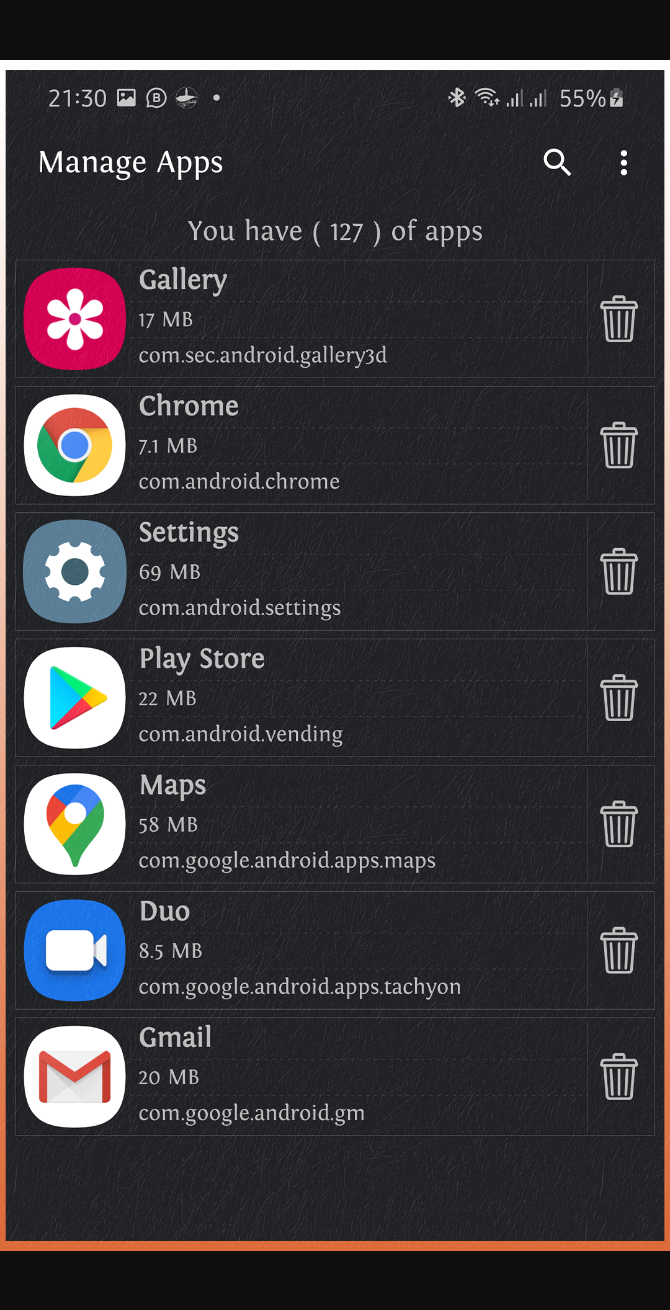 21:30
55%
Manage Apps
You have ( 127 ) of apps
Gallery
17 MB
com.sec.android.gallery3d
Chrome
7.1 MB
com.android.chrome
Settings
69 MB
com.android.settings
Play Store
22 MB
com.android.vending
Maps
58 MB
com.google.android.apps.maps
Duo
8.5 MB
com.google.android.apps.tachyon
Gmail
20 MB
com.google.android.gm